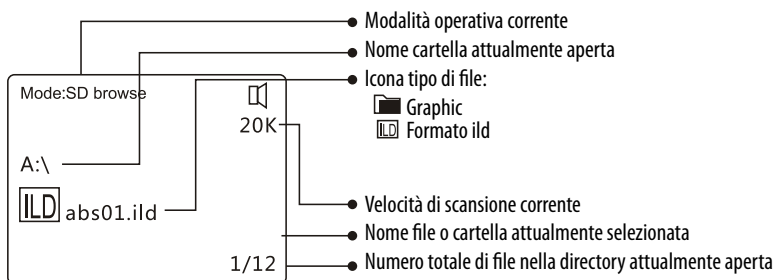 Modalità operativa corrente
Nome cartella attualmente aperta
Icona tipo di file:
Graphic
ILD Formato ild
Mode:SD browse
20K
A:\
ILD abs01.ild
1/12
Velocità di scansione corrente
Nome file o cartella attualmente selezionata
Numero totale di file nella directory attualmente aperta